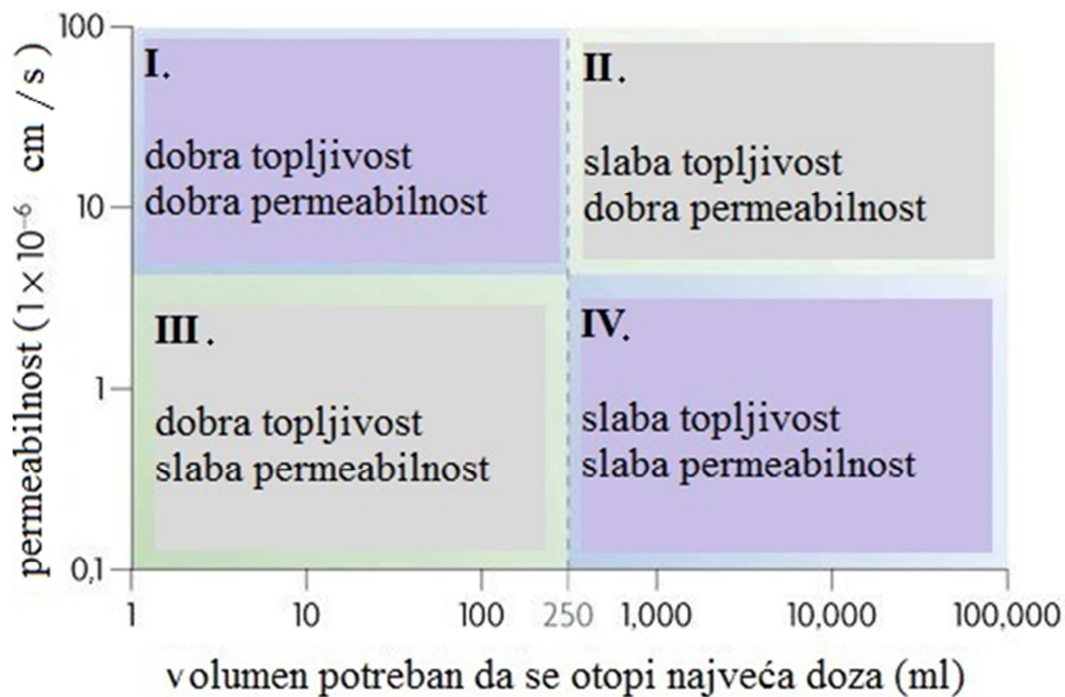 permeabilnost (1 × 10⁻⁶ cm / s)
100
10
1
0,1
I.
dobra topljivost
dobra permeabilnost
II.
slaba topljivost
dobra permeabilnost
III.
dobra topljivost
slaba permeabilnost
IV.
slaba topljivost
slaba permeabilnost
1 10 100 250 1,000 10,000 100,000
volumen potreban da se otopi najveća doza (ml)